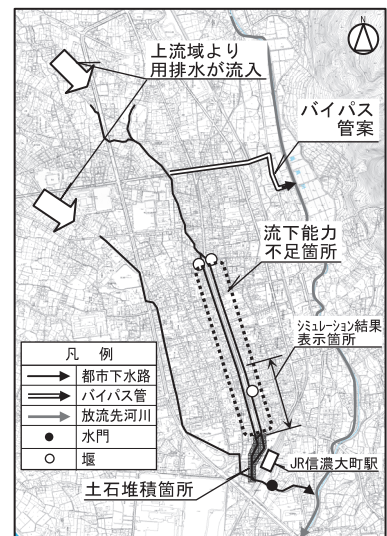 N
上流域より
用排水が流入
バイパス
管案
流下能力
不足箇所
シミュレーション結果
表示箇所
凡 例
都市下水路
バイパス管
放流先河川
水門
堰
JR信濃大町駅
土石堆積箇所